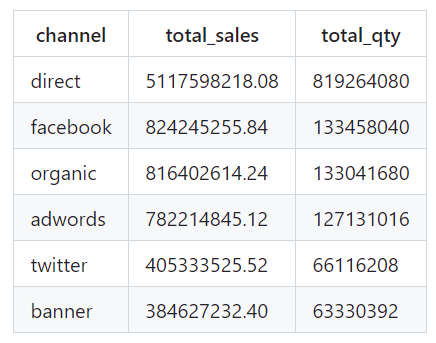 channel total_sales total_qty
direct 5117598218.08 819264080
facebook 824245255.84 133458040
organic 816402614.24 133041680
adwords 782214845.12 127131016
twitter 405333525.52 66116208
banner 384627232.40 63330392